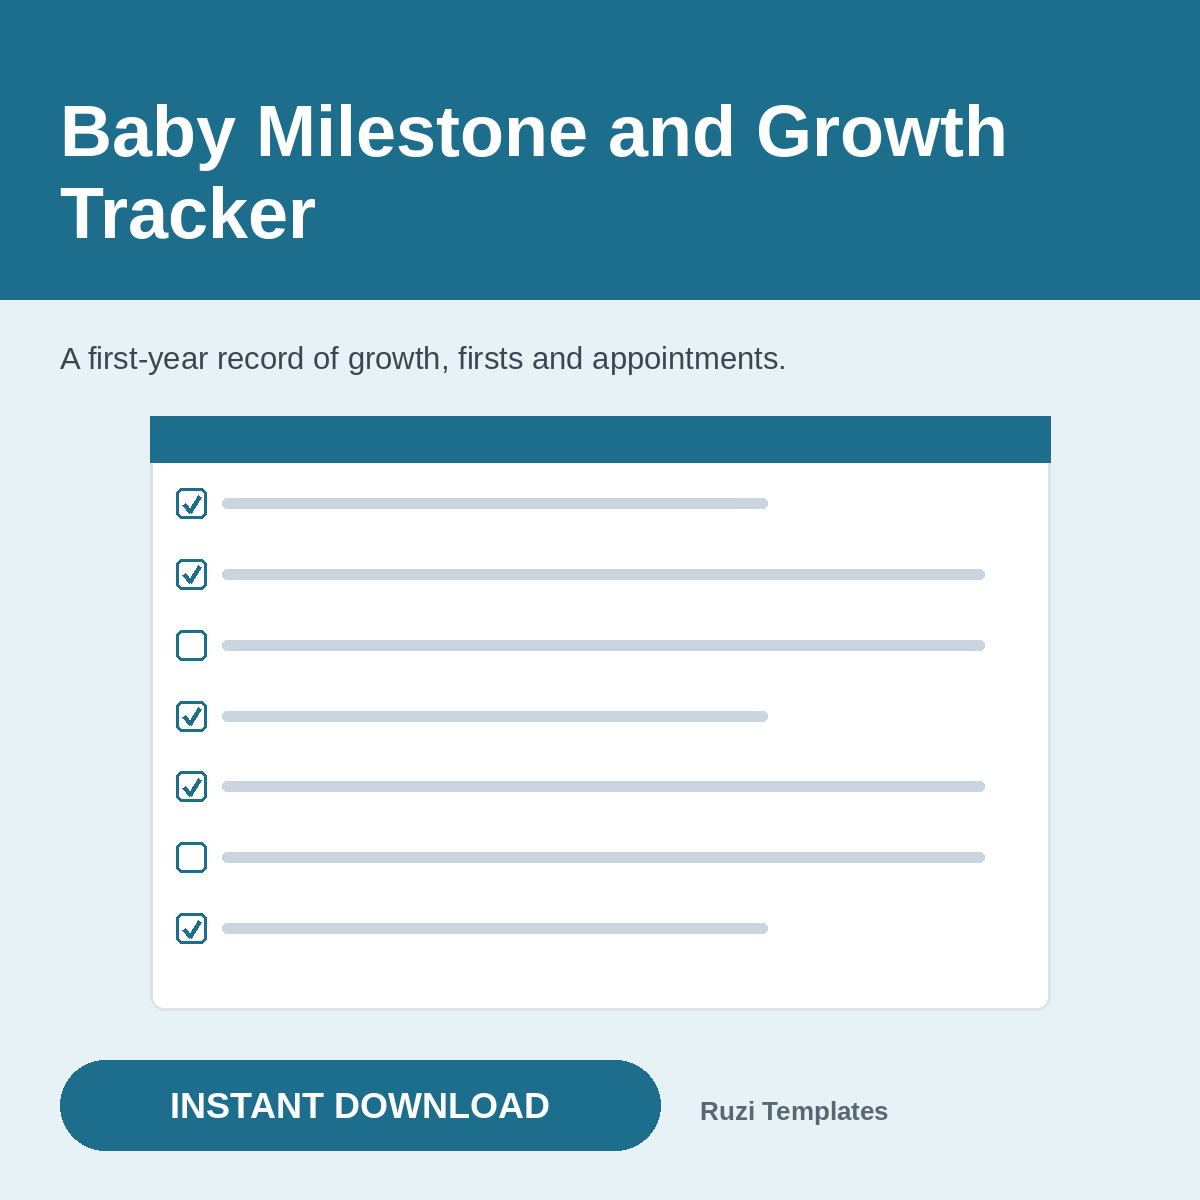 Baby Milestone and Growth
Tracker
A first-year record of growth, firsts and appointments.
INSTANT DOWNLOAD
Ruzi Templates